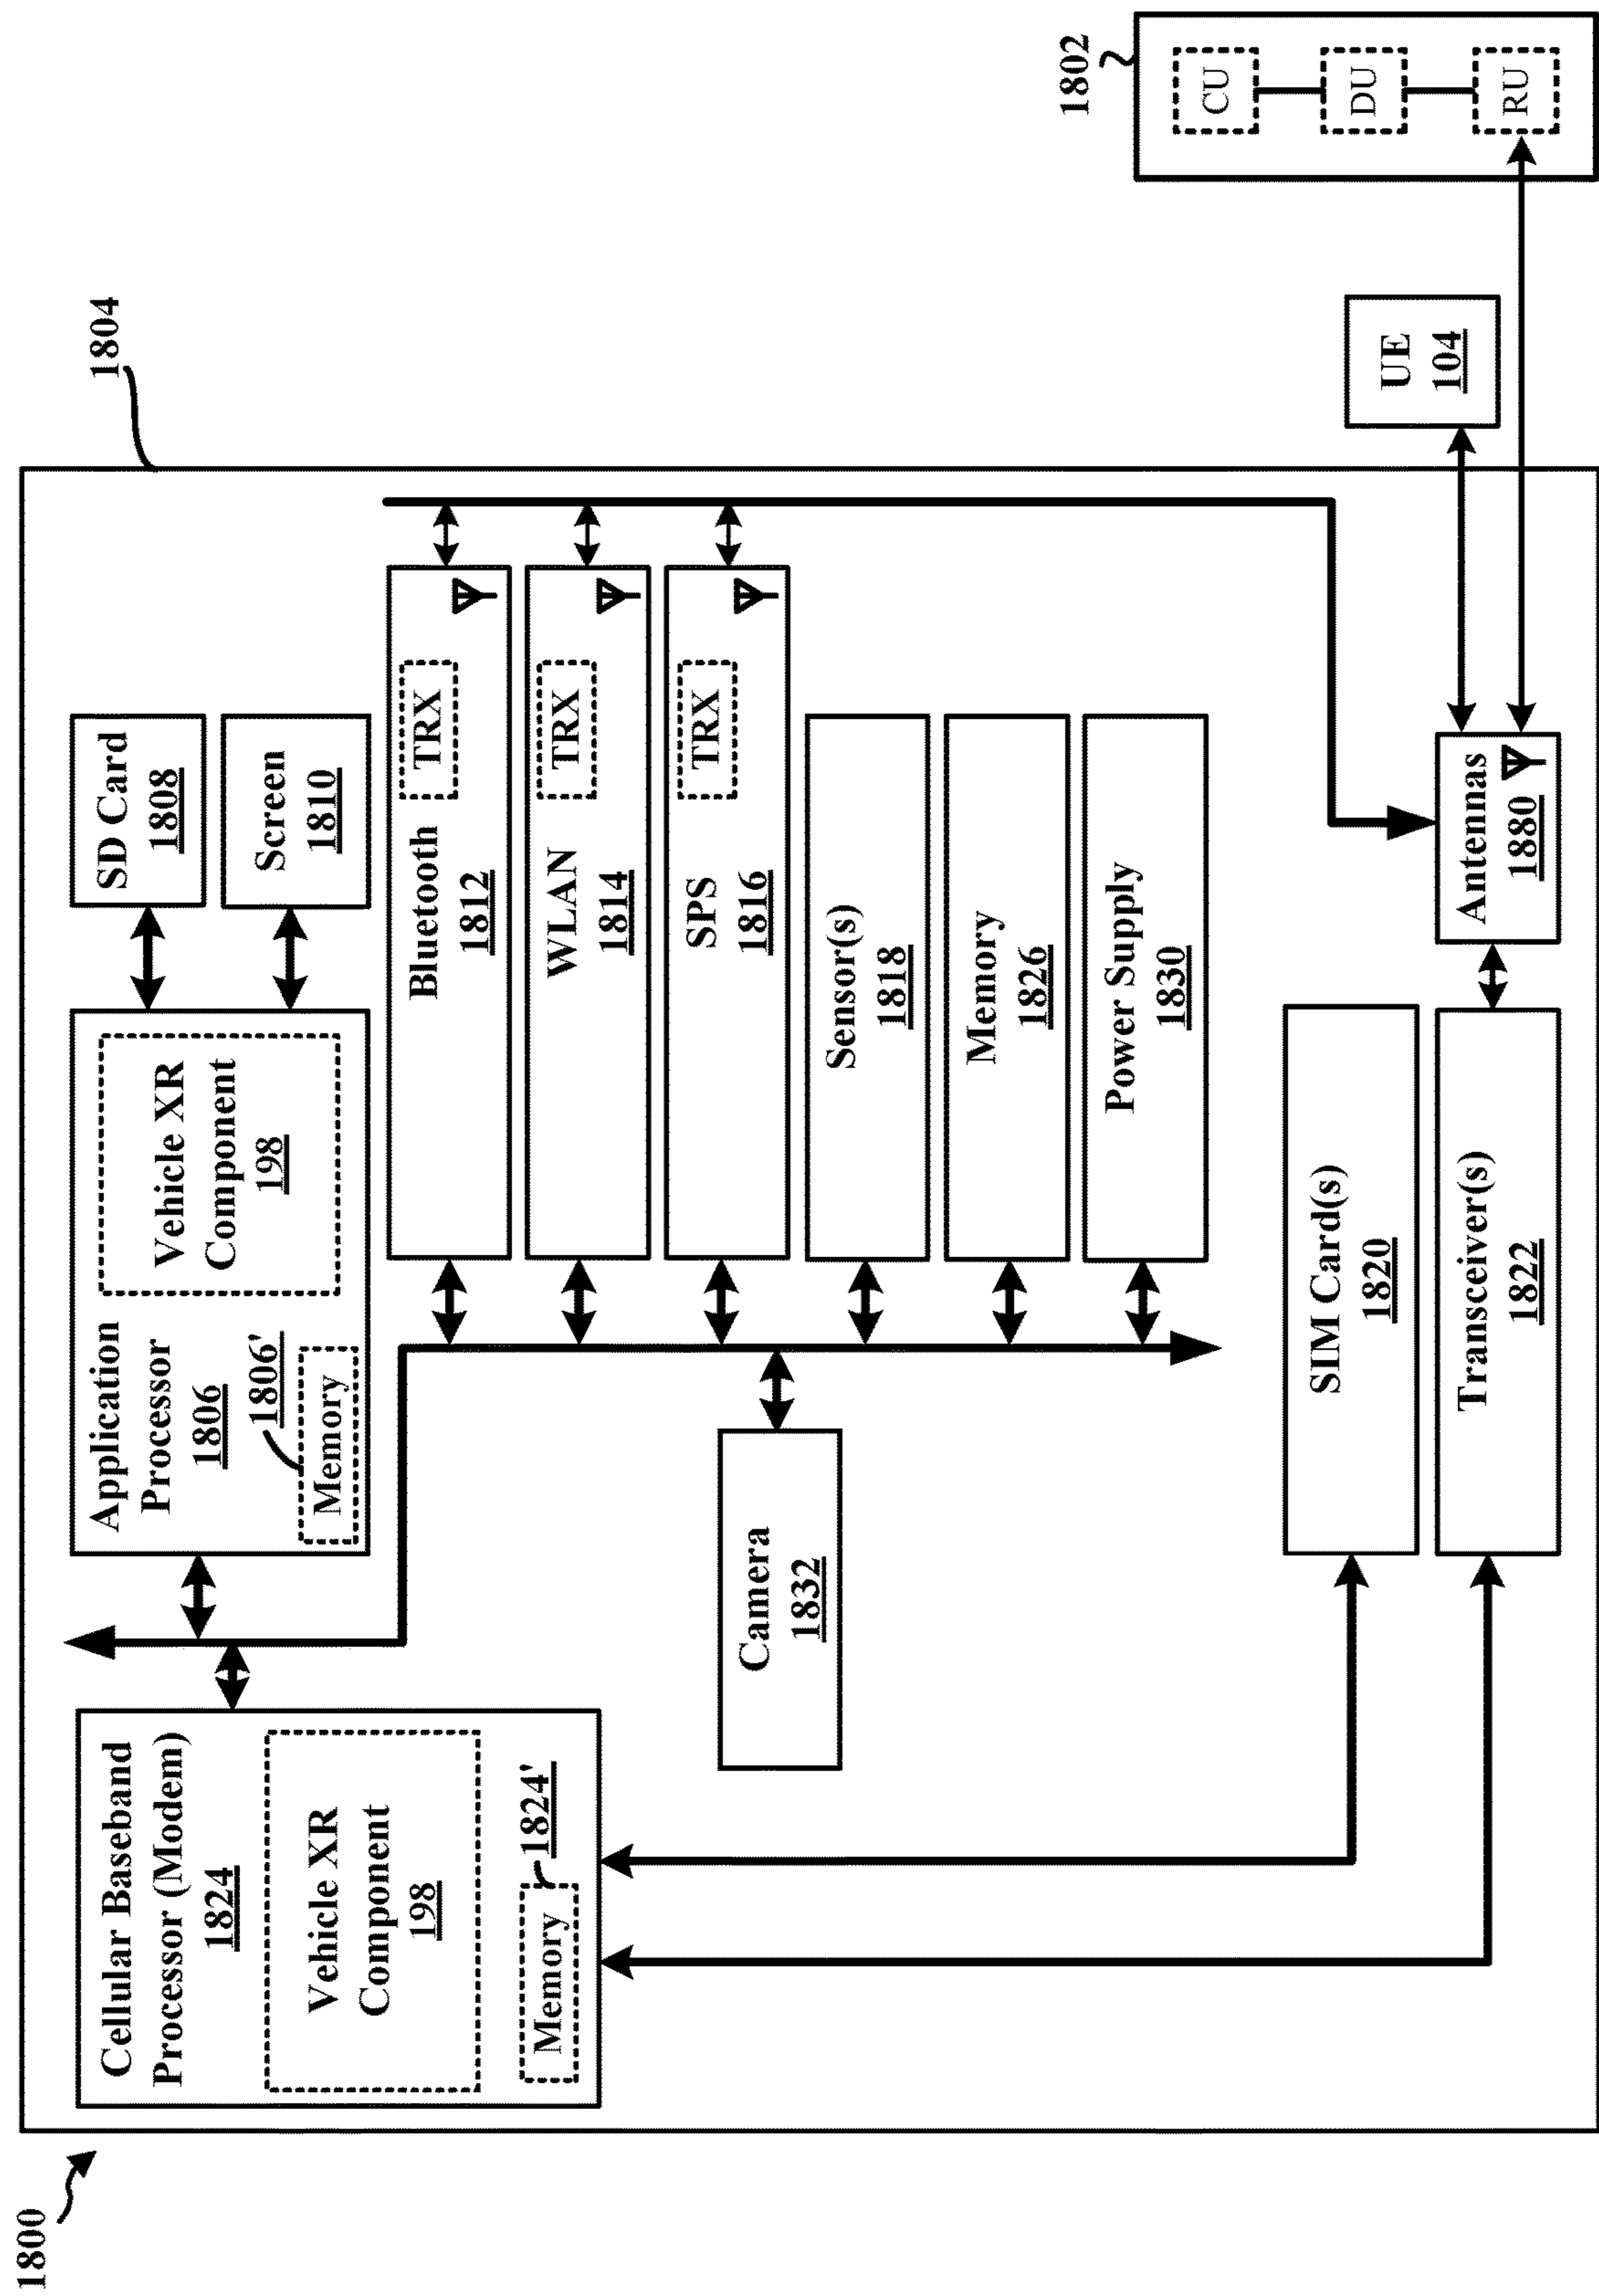 1800
1804
Cellular Baseband
Processor (Modem)
1824
Vehicle XR
Component
198
Memory
1824'
Application
Processor
1806
1806'
Memory
Vehicle XR
Component
198
SD Card
1808
Screen
1810
Bluetooth
1812
TRX
WLAN
1814
TRX
SPS
1816
TRX
Camera
1832
Sensor(s)
1818
Memory
1826
Power Supply
1830
SIM Card(s)
1820
Transceiver(s)
1822
Antennas
1880
UE
104
1802
CU
DU
RU